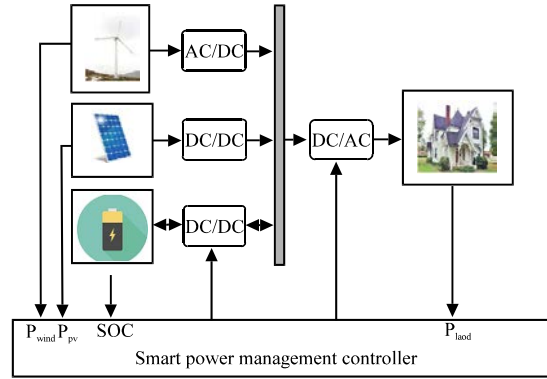 AC/DC
DC/DC
DC/AC
DC/DC
P_wind P_pv SOC P_laod
Smart power management controller